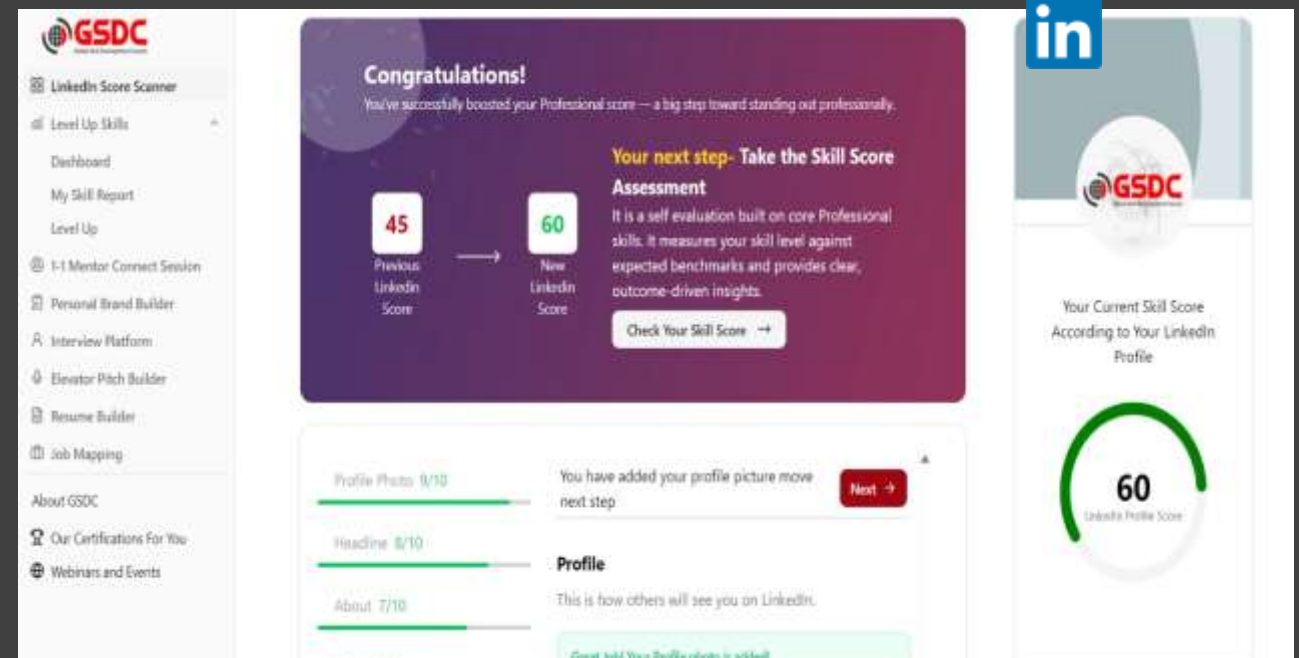 GSDC
LinkedIn Score Scanner
Level Up Skills
Dashboard
My Skill Report
Level Up
1-1 Mentor Connect Session
Personal Brand Builder
Interview Platform
Elevator Pitch Builder
Resume Builder
Job Mapping
About GSDC
Our Certifications For You
Webinars and Events
Congratulations!
You've successfully boosted your Professional score — a big step toward standing out professionally.
45
Previous
Linkedin
Score
60
New
Linkedin
Score
Your next step- Take the Skill Score
Assessment
It is a self evaluation built on core Professional
skills. It measures your skill level against
expected benchmarks and provides clear,
outcome-driven insights.
Check Your Skill Score →
Profile Photo 9/10
Headline 8/10
About 7/10
You have added your profile picture move
next step
Next →
Profile
This is how others will see you on LinkedIn.
Great Job! Your Profile photo is added!
in
GSDC
Your Current Skill Score
According to Your LinkedIn
Profile
60
LinkedIn Profile Score